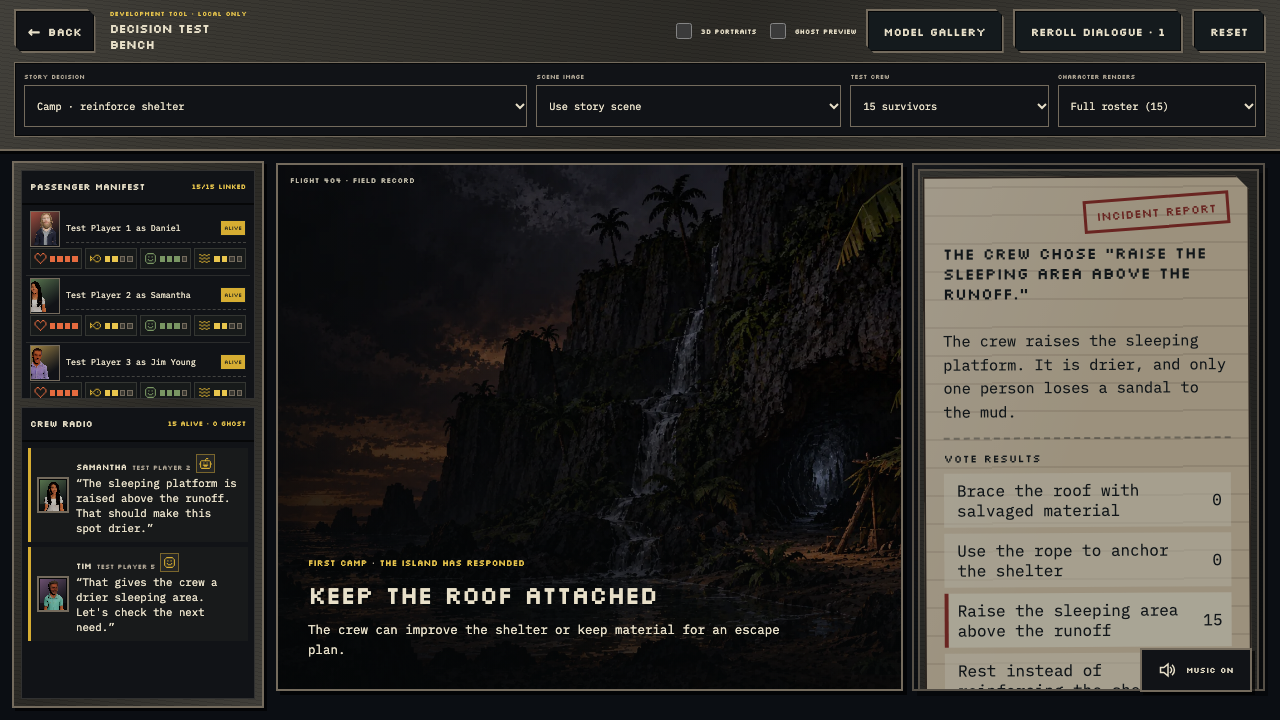 ← BACK
DEVELOPMENT TOOL · LOCAL ONLY
DECISION TEST
BENCH
3D PORTRAITS
GHOST PREVIEW
MODEL GALLERY
REROLL DIALOGUE · 1
RESET
STORY DECISION
Camp · reinforce shelter
SCENE IMAGE
Use story scene
TEST CREW
15 survivors
CHARACTER RENDERS
Full roster (15)
PASSENGER MANIFEST
15/15 LINKED
Test Player 1 as Daniel
ALIVE
Test Player 2 as Samantha
ALIVE
Test Player 3 as Jim Young
ALIVE
CREW RADIO
15 ALIVE · 0 GHOST
SAMANTHA TEST PLAYER 2
“The sleeping platform is
raised above the runoff.
That should make this
spot drier.”
TIM TEST PLAYER 5
“That gives the crew a
drier sleeping area.
Let's check the next
need.”
FLIGHT 404 · FIELD RECORD
FIRST CAMP · THE ISLAND HAS RESPONDED
KEEP THE ROOF ATTACHED
The crew can improve the shelter or keep material for an escape
plan.
INCIDENT REPORT
THE CREW CHOSE "RAISE THE
SLEEPING AREA ABOVE THE
RUNOFF."
The crew raises the sleeping
platform. It is drier, and only
one person loses a sandal to
the mud.
VOTE RESULTS
Brace the roof with
salvaged material
0
Use the rope to anchor
the shelter
0
Raise the sleeping area
above the runoff
15
Rest instead of
reinforcing the she
MUSIC ON